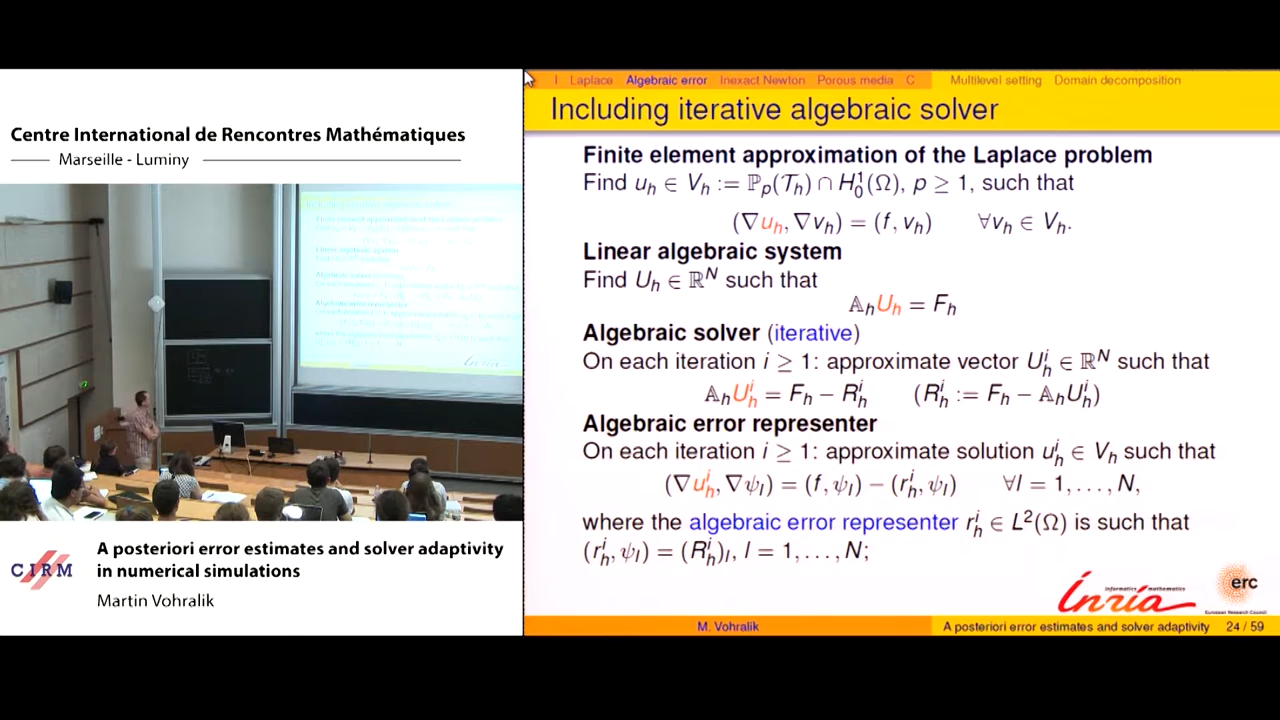 Centre International de Rencontres Mathématiques
Marseille - Luminy
A posteriori error estimates and solver adaptivity
in numerical simulations
Martin Vohralik
CIRM
I Laplace Algebraic error Inexact Newton Porous media C Multilevel setting Domain decomposition
Including iterative algebraic solver
Finite element approximation of the Laplace problem
Find u_h ∈ V_h := ℙ_p(𝒯_h) ∩ H_0^1(Ω), p ≥ 1, such that
(∇u_h, ∇v_h) = (f, v_h) ∀v_h ∈ V_h.
Linear algebraic system
Find U_h ∈ ℝ^N such that
𝔸_h U_h = F_h
Algebraic solver (iterative)
On each iteration i ≥ 1: approximate vector U_h^i ∈ ℝ^N such that
𝔸_h U_h^i = F_h − R_h^i (R_h^i := F_h − 𝔸_h U_h^i)
Algebraic error representer
On each iteration i ≥ 1: approximate solution u_h^i ∈ V_h such that
(∇u_h^i, ∇ψ_l) = (f, ψ_l) − (r_h^i, ψ_l) ∀l = 1, . . . , N,
where the algebraic error representer r_h^i ∈ L^2(Ω) is such that
(r_h^i, ψ_l) = (R_h^i)_l, l = 1, . . . , N;
informatics mathematics
Inria
erc
European Research Council
M. Vohralik
A posteriori error estimates and solver adaptivity 24 / 59